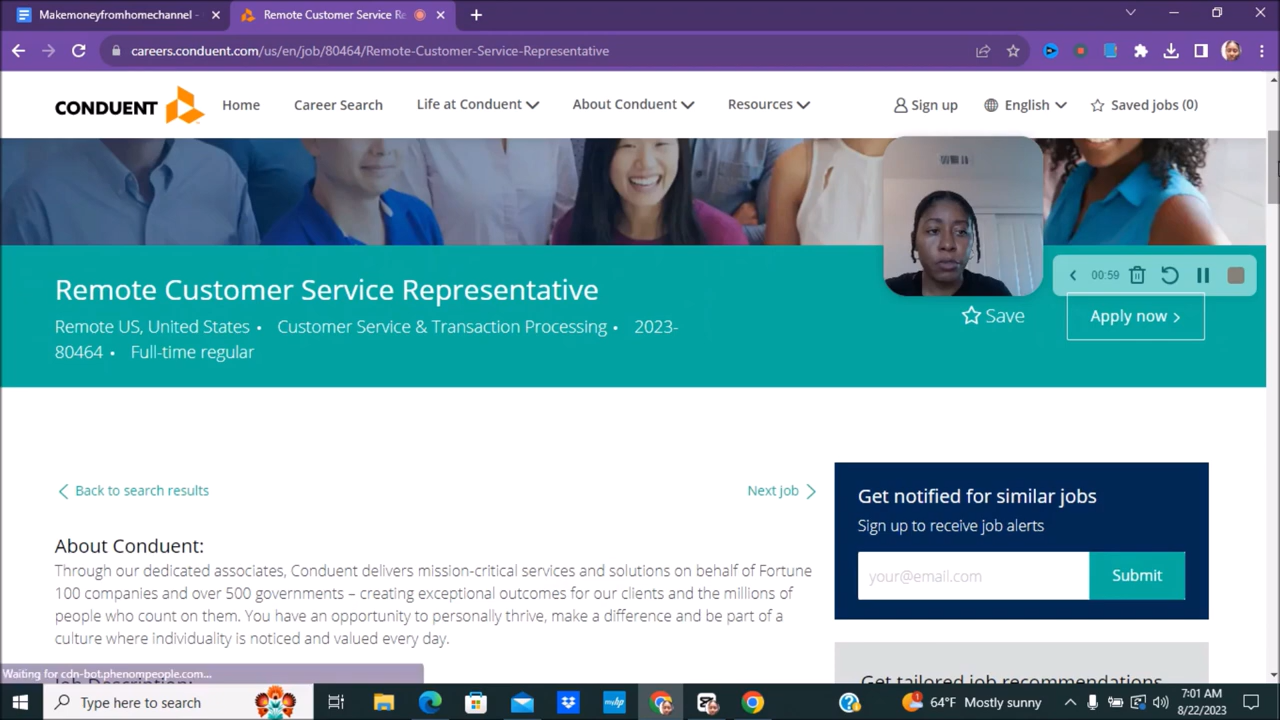 Makemoneyfromhomechannel -
Remote Customer Service Re
careers.conduent.com/us/en/job/80464/Remote-Customer-Service-Representative
CONDUENT
Home
Career Search
Life at Conduent
About Conduent
Resources
Sign up
English
Saved jobs (0)
Remote Customer Service Representative
Remote US, United States • Customer Service & Transaction Processing • 2023-
80464 • Full-time regular
00:59
Save
Apply now
Back to search results
Next job
Get notified for similar jobs
Sign up to receive job alerts
your@email.com
Submit
About Conduent:
Through our dedicated associates, Conduent delivers mission-critical services and solutions on behalf of Fortune
100 companies and over 500 governments – creating exceptional outcomes for our clients and the millions of
people who count on them. You have an opportunity to personally thrive, make a difference and be part of a
culture where individuality is noticed and valued every day.
Job Description:
Get tailored job recommendations
Waiting for cdn-bot.phenompeople.com...
Type here to search
myhp
64°F Mostly sunny
7:01 AM
8/22/2023